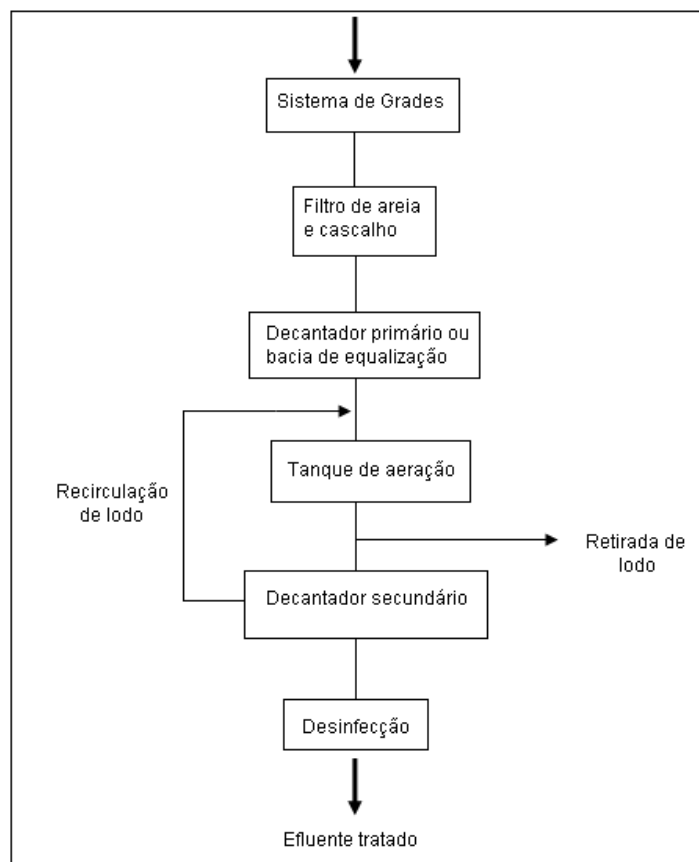 Sistema de Grades
Filtro de areia
e cascalho
Decantador primário ou
bacia de equalização
Tanque de aeração
Recirculação
de lodo
Retirada de
lodo
Decantador secundário
Desinfecção
Efluente tratado